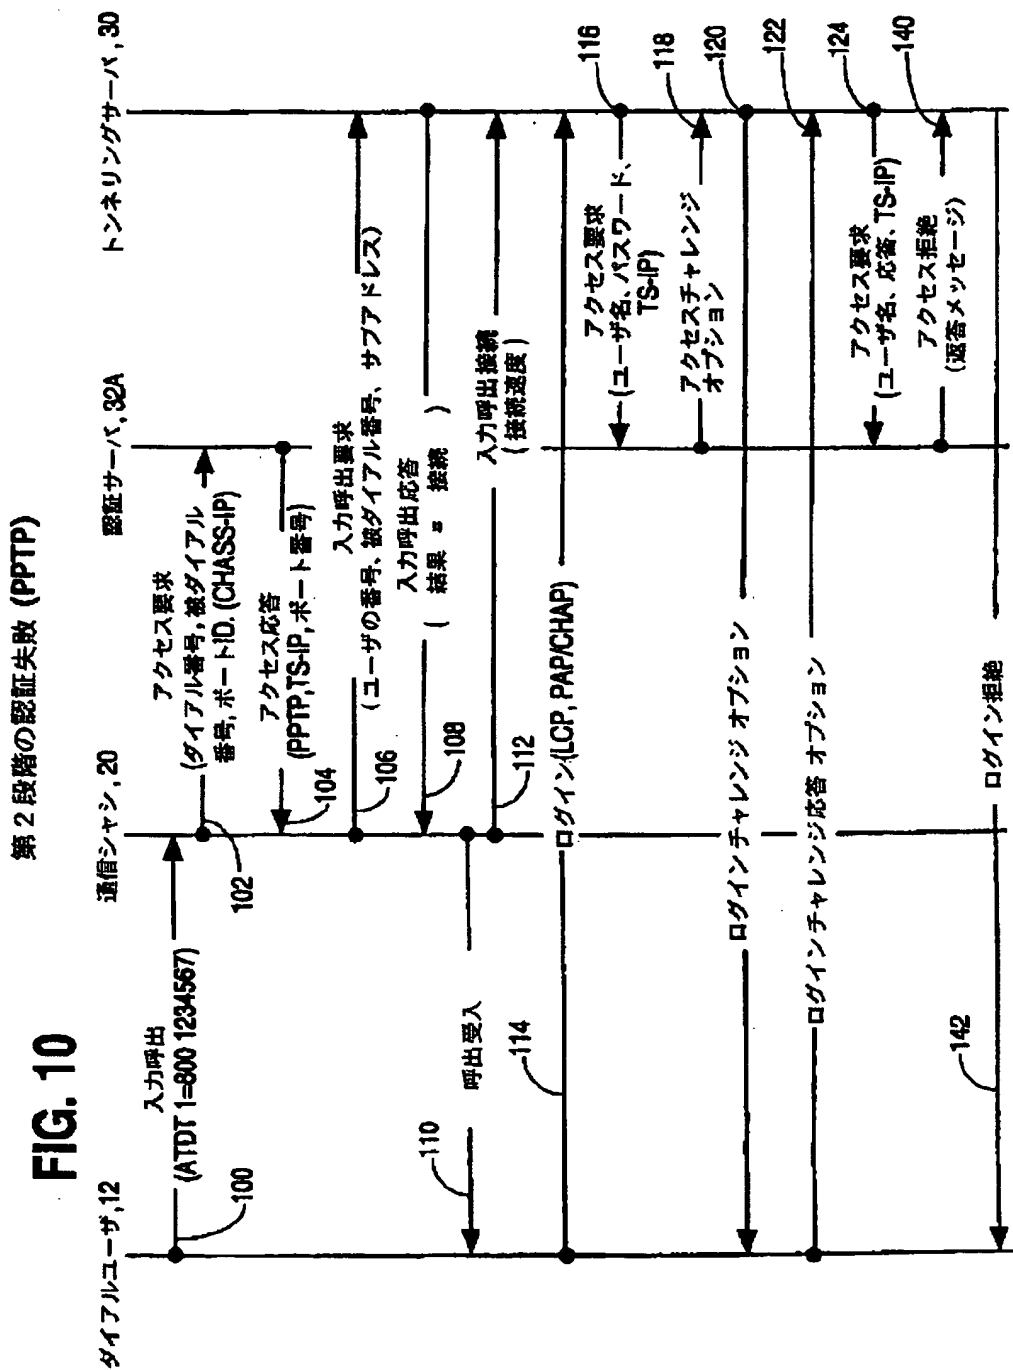 FIG. 10
第2段階の認証失敗 (PPTP)
ダイアルユーザ,12
通信シャシ,20
認証サーバ,32A
トンネリングサーバ,30
入力呼出
(ATDT 1=800 1234567)
100
アクセス要求
(ダイアル番号,被ダイアル
番号,ポートID.(CHASS-IP)
102
アクセス応答
(PPTP,TS-IP,ポート番号)
104
入力呼出要求
(ユーザの番号、被ダイアル番号、サブアドレス)
106
入力呼出応答
( 結果 = 接続 )
108
呼出受入
110
入力呼出接続
(接続速度)
112
ログイン(LCP, PAP/CHAP)
114
アクセス要求
(ユーザ名、パスワード、
TS-IP)
116
アクセスチャレンジ
オプション
118
ログインチャレンジ オプション
120
ログインチャレンジ応答 オプション
122
アクセス要求
(ユーザ名、応答、TS-IP)
124
アクセス拒絶
(返答メッセージ)
140
ログイン拒絶
142